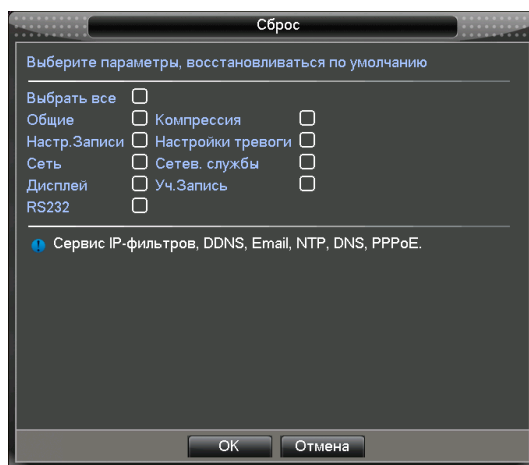 Сброс
Выберите параметры, восстановливаться по умолчанию
Выбрать все
Общие Компрессия
Настр.Записи Настройки тревоги
Сеть Сетев. службы
Дисплей Уч.Запись
RS232
Сервис IP-фильтров, DDNS, Email, NTP, DNS, PPPoE.
OK Отмена